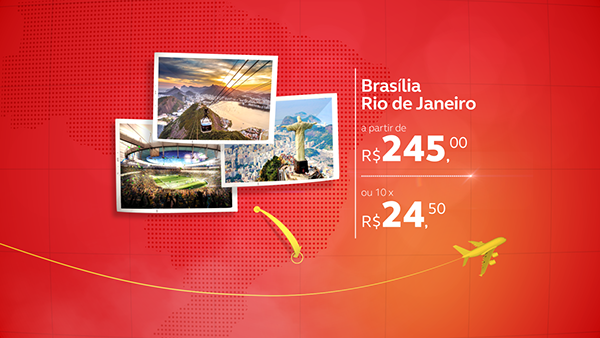 Brasília
Rio de Janeiro
a partir de
R$245,00
ou 10 x
R$24,50